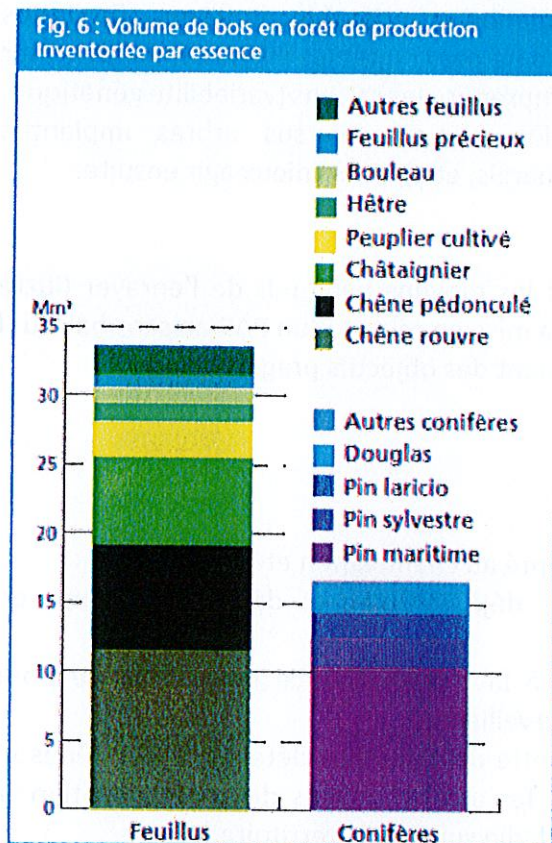 Fig. 6 : Volume de bois en forêt de production
inventoriée par essence
Autres feuillus
Feuillus précieux
Bouleau
Hêtre
Peuplier cultivé
Châtaignier
Chêne pédonculé
Chêne rouvre
Mm³
35
30
25
20
15
10
5
0
Autres conifères
Douglas
Pin laricio
Pin sylvestre
Pin maritime
Feuillus
Conifères